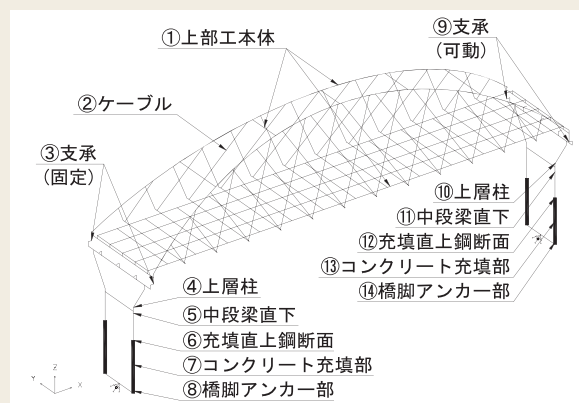 ①上部工本体
⑨支承
(可動)
②ケーブル
③支承
(固定)
⑩上層柱
⑪中段梁直下
⑫充填直上鋼断面
⑬コンクリート充填部
⑭橋脚アンカー部
④上層柱
⑤中段梁直下
⑥充填直上鋼断面
⑦コンクリート充填部
⑧橋脚アンカー部
Z
Y
X